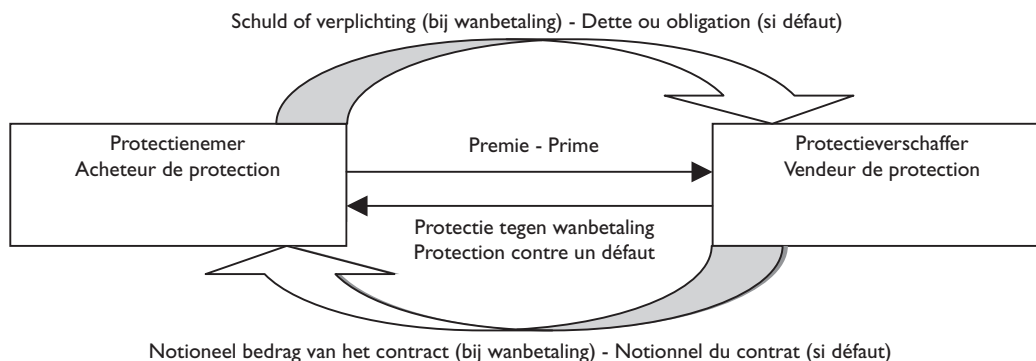 Schuld of verplichting (bij wanbetaling) - Dette ou obligation (si défaut)
Protectienemer
Acheteur de protection
Premie - Prime
Protectieverschaffer
Vendeur de protection
Protectie tegen wanbetaling
Protection contre un défaut
Notioneel bedrag van het contract (bij wanbetaling) - Notionnel du contrat (si défaut)